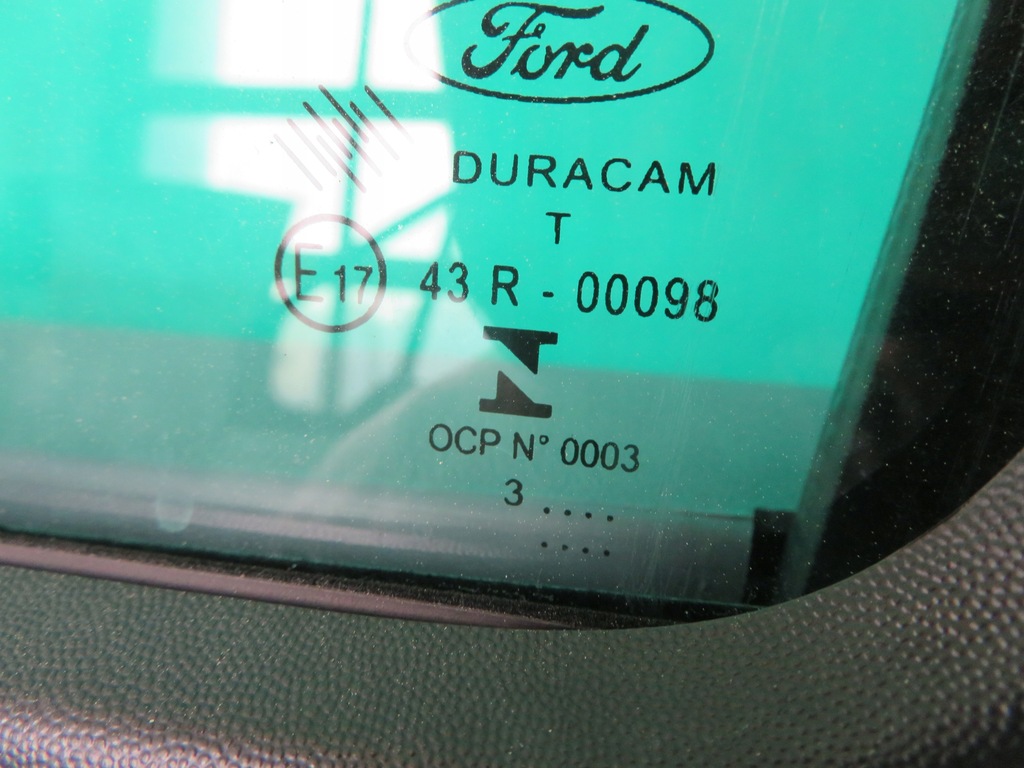 Ford
DURACAM
T
E17 43 R - 00098
OCP N° 0003
3 ....
....